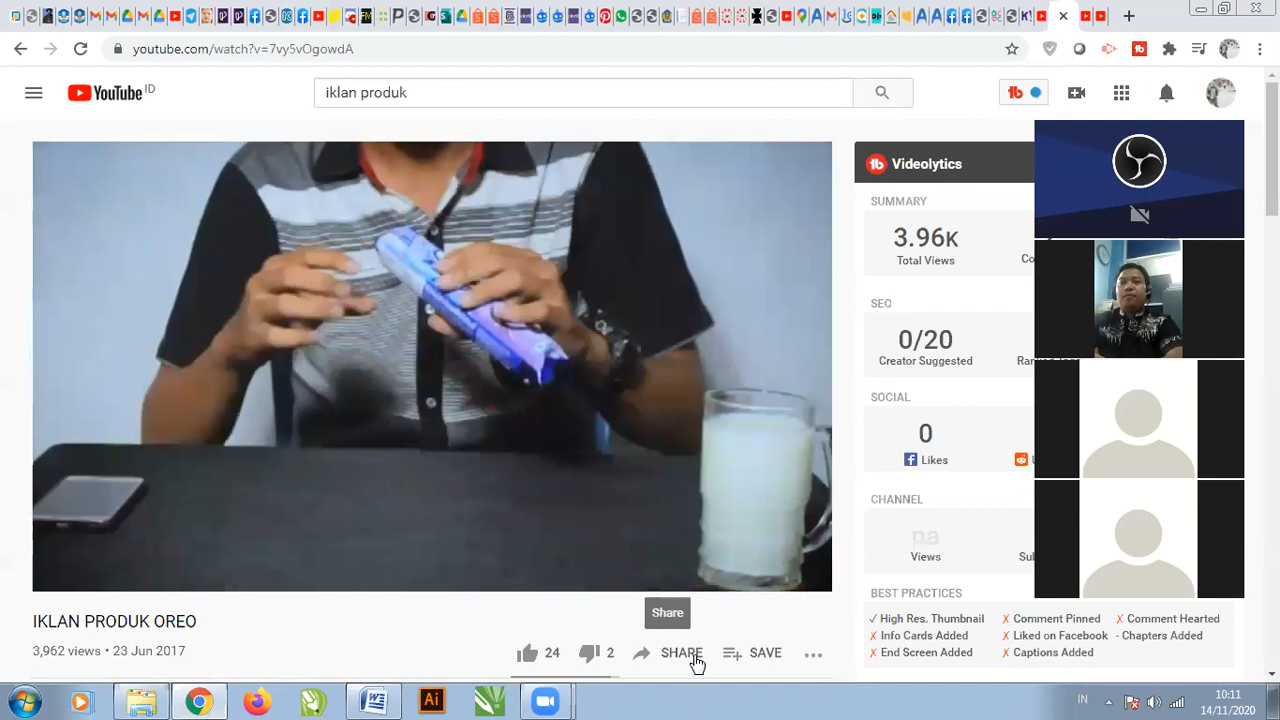 youtube.com/watch?v=7vy5vOgowdA
YouTube ID
iklan produk
Videolytics
SUMMARY
3.96K
Total Views
SEO
0/20
Creator Suggested
SOCIAL
0
Likes
CHANNEL
na
Views
BEST PRACTICES
✓ High Res. Thumbnail ✗ Comment Pinned ✗ Comment Hearted
✗ Info Cards Added ✗ Liked on Facebook - Chapters Added
✗ End Screen Added ✗ Captions Added
Share
IKLAN PRODUK OREO
3,962 views • 23 Jun 2017
24 2 SHARE SAVE
IN
10:11
14/11/2020